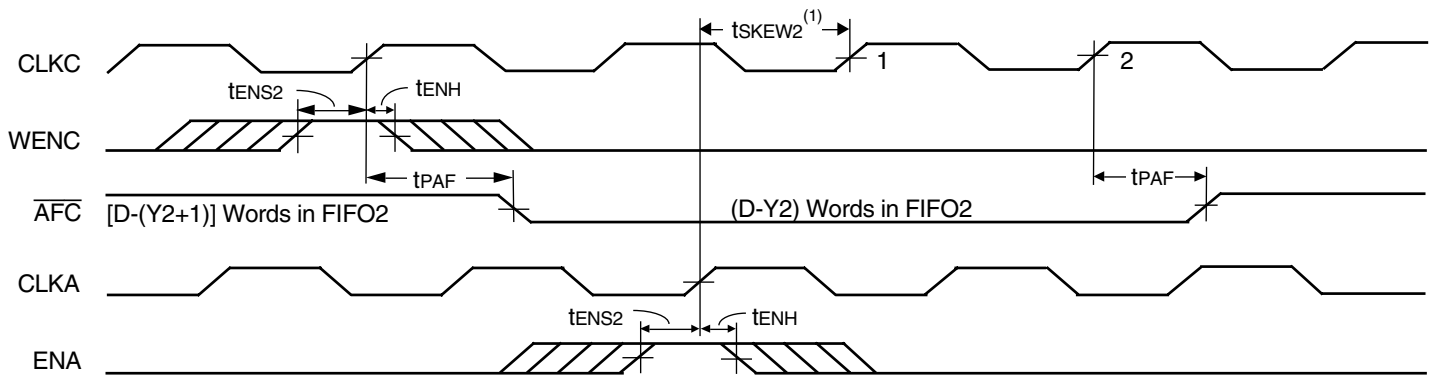 tSKEW2(1)
CLKC
1
2
tENS2
tENH
WENC
tPAF
tPAF
AFC
[D-(Y2+1)] Words in FIFO2
(D-Y2) Words in FIFO2
CLKA
tENS2
tENH
ENA